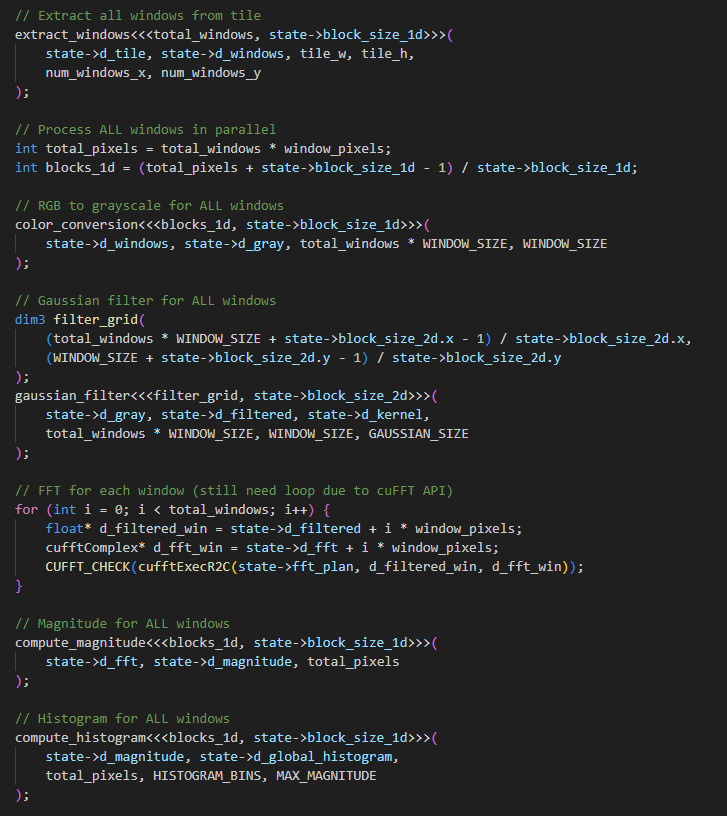 // Extract all windows from tile
extract_windows<<<total_windows, state->block_size_1d>>>(
    state->d_tile, state->d_windows, tile_w, tile_h,
    num_windows_x, num_windows_y
);

// Process ALL windows in parallel
int total_pixels = total_windows * window_pixels;
int blocks_1d = (total_pixels + state->block_size_1d - 1) / state->block_size_1d;

// RGB to grayscale for ALL windows
color_conversion<<<blocks_1d, state->block_size_1d>>>(
    state->d_windows, state->d_gray, total_windows * WINDOW_SIZE, WINDOW_SIZE
);

// Gaussian filter for ALL windows
dim3 filter_grid(
    (total_windows * WINDOW_SIZE + state->block_size_2d.x - 1) / state->block_size_2d.x,
    (WINDOW_SIZE + state->block_size_2d.y - 1) / state->block_size_2d.y
);
gaussian_filter<<<filter_grid, state->block_size_2d>>>(
    state->d_gray, state->d_filtered, state->d_kernel,
    total_windows * WINDOW_SIZE, WINDOW_SIZE, GAUSSIAN_SIZE
);

// FFT for each window (still need loop due to cuFFT API)
for (int i = 0; i < total_windows; i++) {
    float* d_filtered_win = state->d_filtered + i * window_pixels;
    cufftComplex* d_fft_win = state->d_fft + i * window_pixels;
    CUFFT_CHECK(cufftExecR2C(state->fft_plan, d_filtered_win, d_fft_win));
}

// Magnitude for ALL windows
compute_magnitude<<<blocks_1d, state->block_size_1d>>>(
    state->d_fft, state->d_magnitude, total_pixels
);

// Histogram for ALL windows
compute_histogram<<<blocks_1d, state->block_size_1d>>>(
    state->d_magnitude, state->d_global_histogram,
    total_pixels, HISTOGRAM_BINS, MAX_MAGNITUDE
);